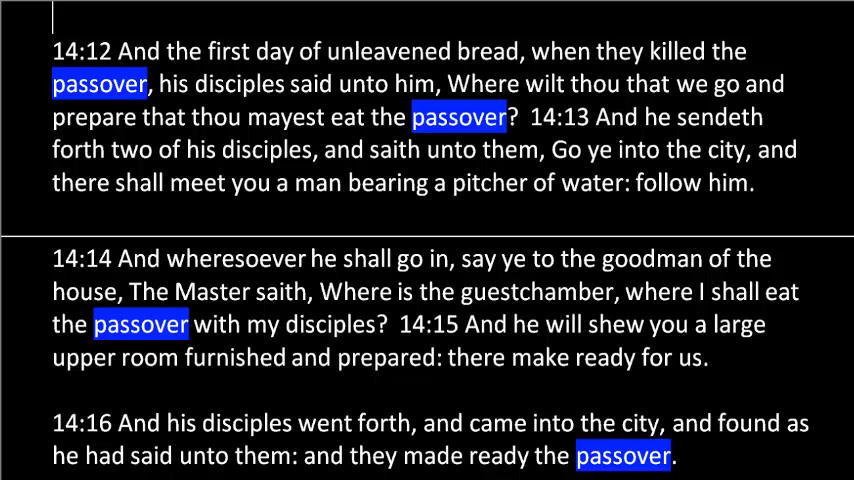 14:12 And the first day of unleavened bread, when they killed the
passover, his disciples said unto him, Where wilt thou that we go and
prepare that thou mayest eat the passover?  14:13 And he sendeth
forth two of his disciples, and saith unto them, Go ye into the city, and
there shall meet you a man bearing a pitcher of water: follow him.
14:14 And wheresoever he shall go in, say ye to the goodman of the
house, The Master saith, Where is the guestchamber, where I shall eat
the passover with my disciples?  14:15 And he will shew you a large
upper room furnished and prepared: there make ready for us.
14:16 And his disciples went forth, and came into the city, and found as
he had said unto them: and they made ready the passover.